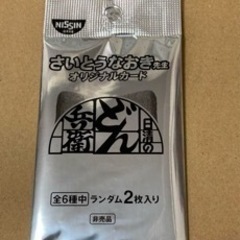 NISSIN
さいとうなおき先生
オリジナルカード
日清の
どん
兵衛
全6種中 ランダム2枚入り
非売品